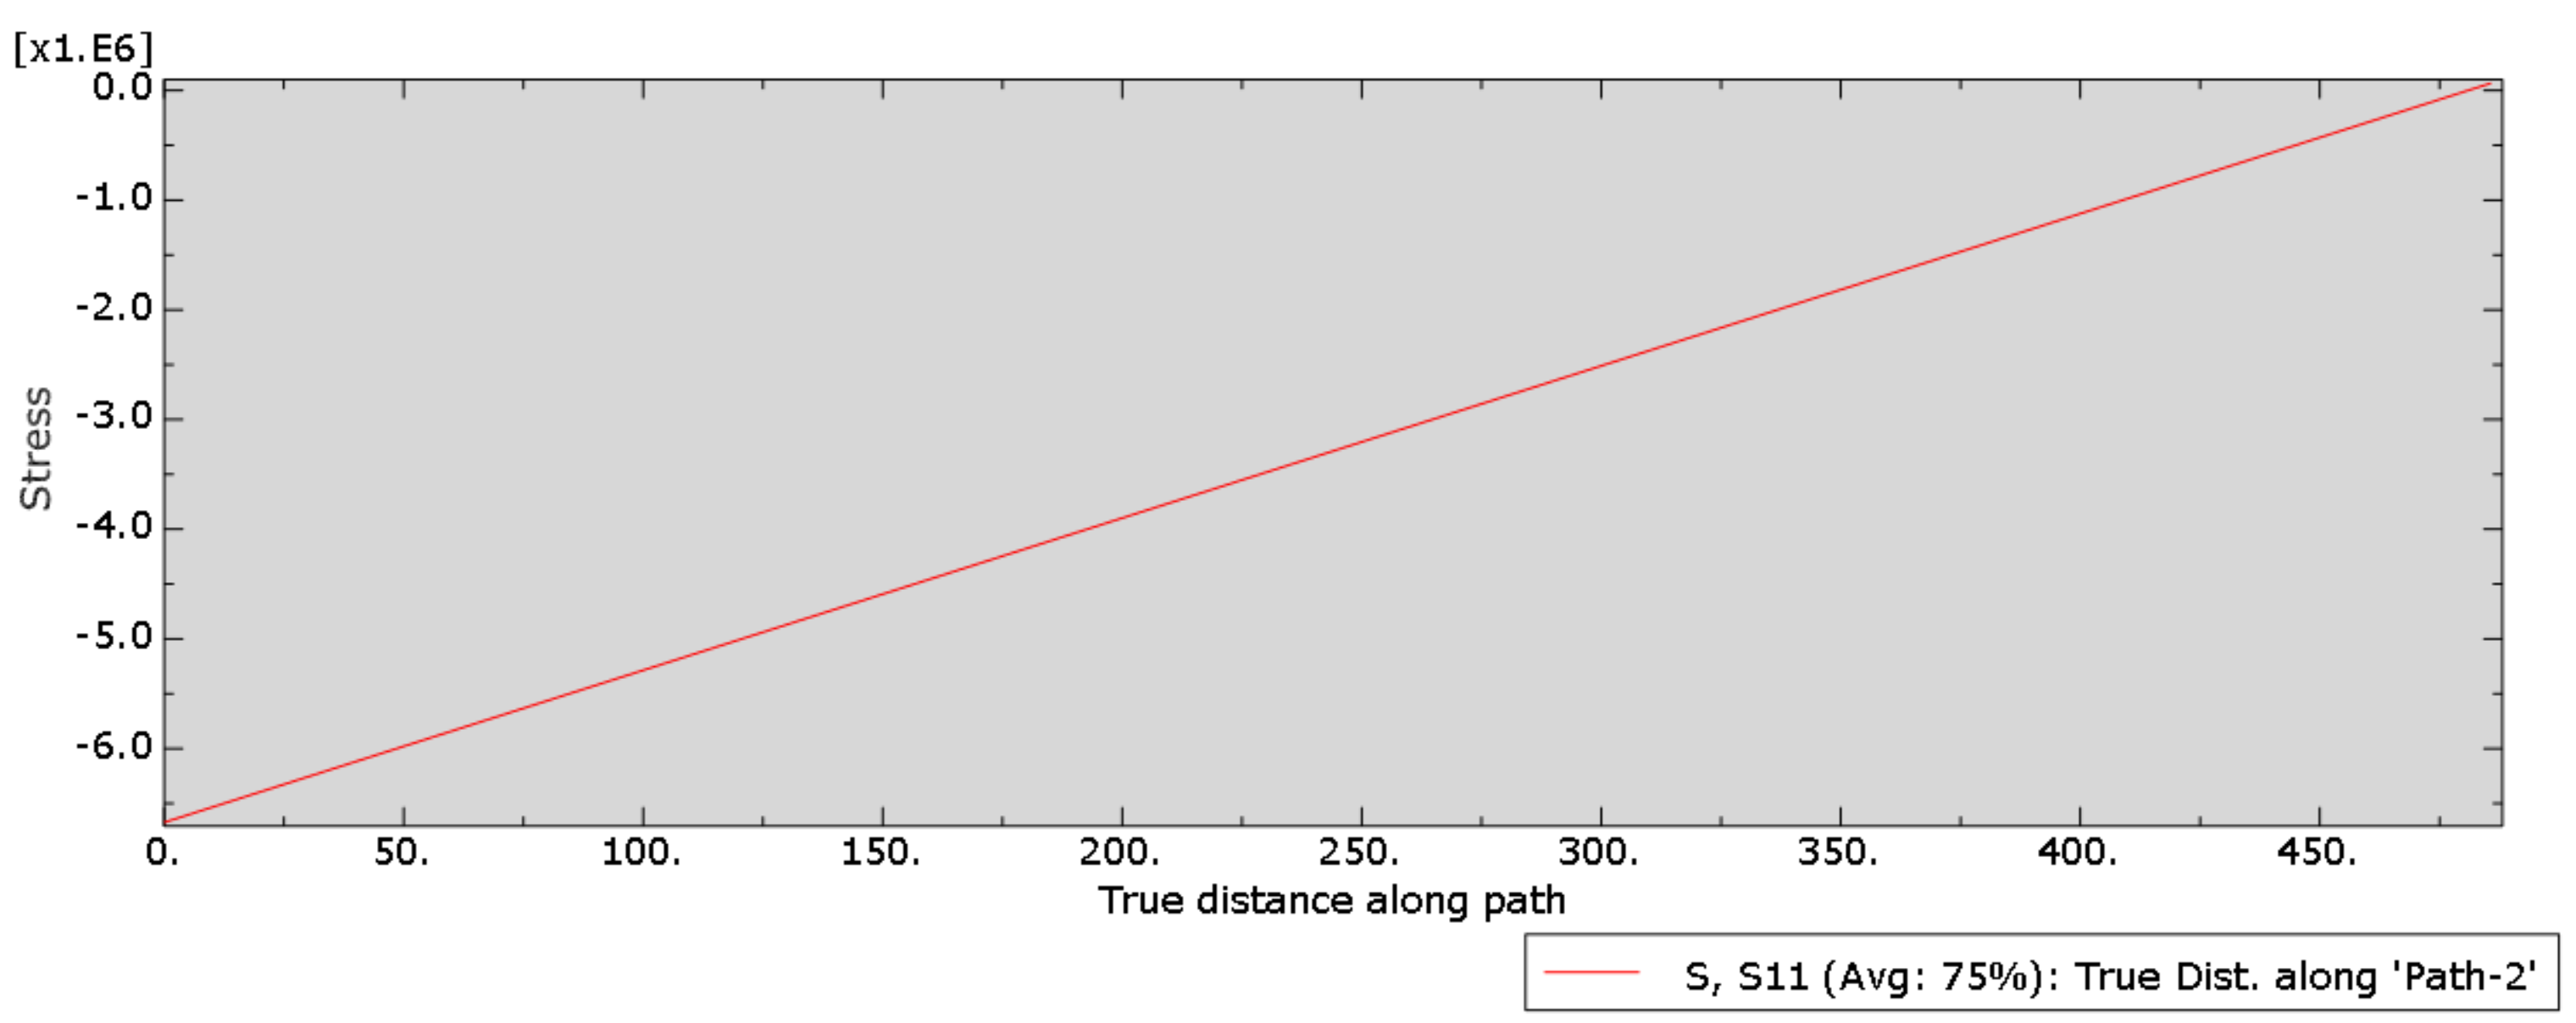 [x1.E6]
0.0
-1.0
-2.0
-3.0
-4.0
-5.0
-6.0
Stress
0. 50. 100. 150. 200. 250. 300. 350. 400. 450.
True distance along path
S, S11 (Avg: 75%): True Dist. along 'Path-2'